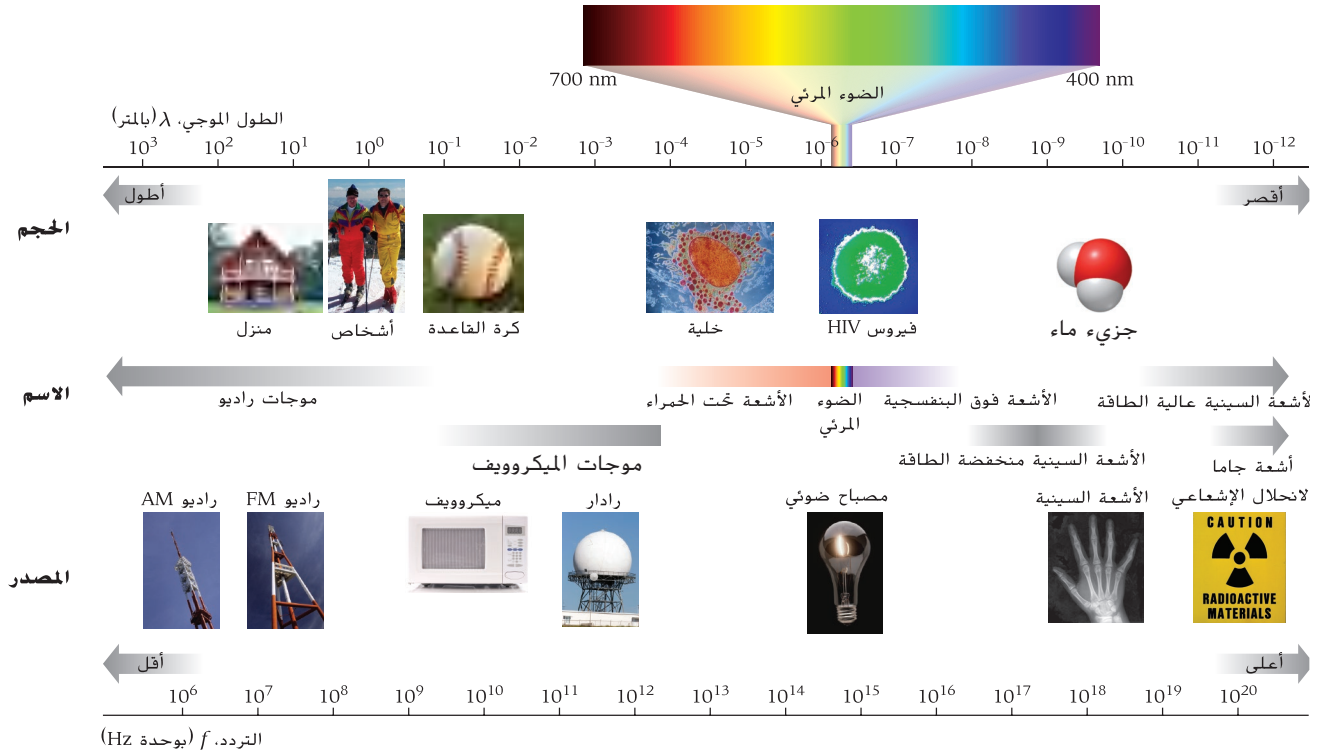 700 nm
400 nm
الضوء المرئي
الطول الموجي، λ (بالمتر)
10³ 10² 10¹ 10⁰ 10⁻¹ 10⁻² 10⁻³ 10⁻⁴ 10⁻⁵ 10⁻⁶ 10⁻⁷ 10⁻⁸ 10⁻⁹ 10⁻¹⁰ 10⁻¹¹ 10⁻¹²
أطول
أقصر
الحجم
منزل
أشخاص
كرة القاعدة
خلية
فيروس HIV
جزيء ماء
الاسم
موجات راديو
الأشعة تحت الحمراء
الضوء
المرئي
الأشعة فوق البنفسجية
لأشعة السينية عالية الطاقة
موجات الميكروويف
الأشعة السينية منخفضة الطاقة
أشعة جاما
المصدر
راديو AM
راديو FM
ميكروويف
رادار
مصباح ضوئي
الأشعة السينية
لانحلال الإشعاعي
CAUTION
RADIOACTIVE
MATERIALS
أقل
أعلى
10⁶ 10⁷ 10⁸ 10⁹ 10¹⁰ 10¹¹ 10¹² 10¹³ 10¹⁴ 10¹⁵ 10¹⁶ 10¹⁷ 10¹⁸ 10¹⁹ 10²⁰
التردد، f (بوحدة Hz)